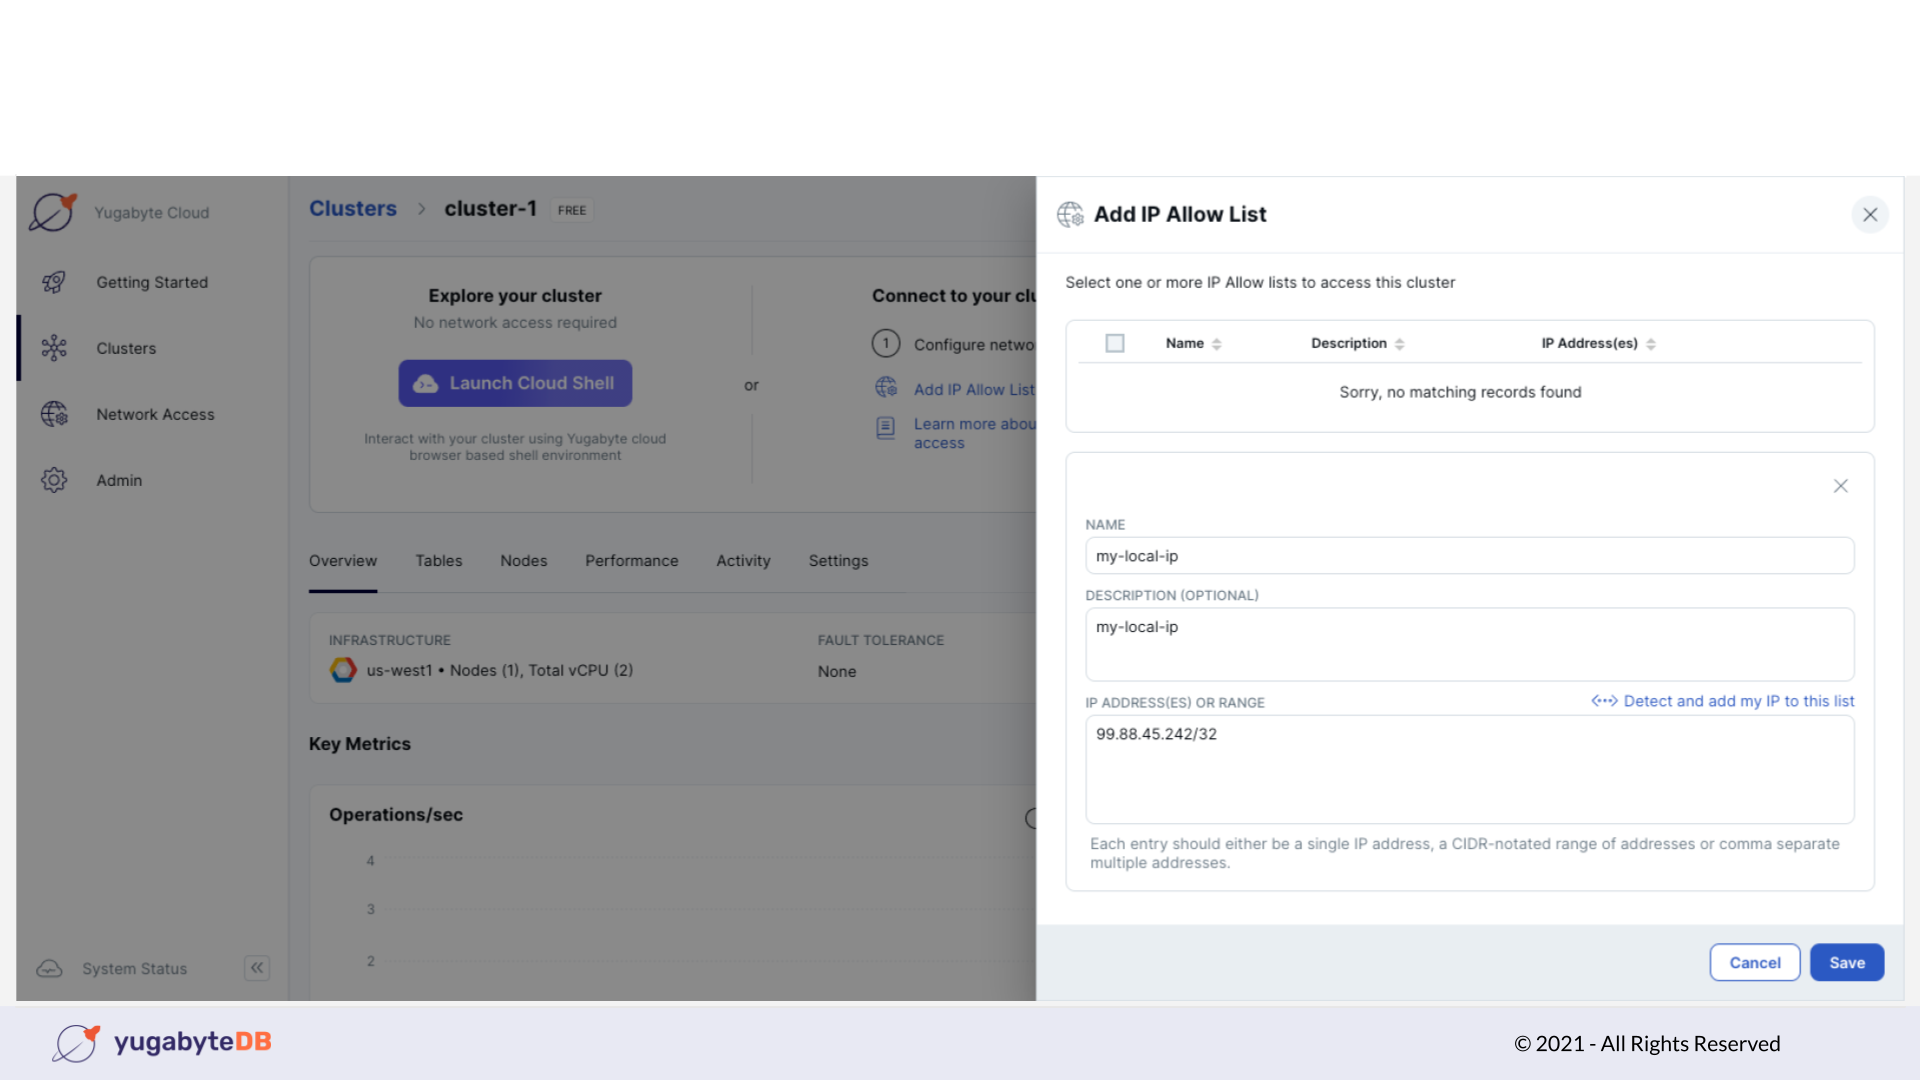 Yugabyte Cloud
Getting Started
Clusters
Network Access
Admin
System Status
Clusters > cluster-1 FREE
Explore your cluster
No network access required
Launch Cloud Shell
Interact with your cluster using Yugabyte cloud
browser based shell environment
or
Connect to your clu
1 Configure netwo
Add IP Allow List
Learn more abou
access
Overview Tables Nodes Performance Activity Settings
INFRASTRUCTURE
us-west1 • Nodes (1), Total vCPU (2)
FAULT TOLERANCE
None
Key Metrics
Operations/sec
4
3
2
Add IP Allow List
Select one or more IP Allow lists to access this cluster
Name Description IP Address(es)
Sorry, no matching records found
NAME
my-local-ip
DESCRIPTION (OPTIONAL)
my-local-ip
IP ADDRESS(ES) OR RANGE
Detect and add my IP to this list
99.88.45.242/32
Each entry should either be a single IP address, a CIDR-notated range of addresses or comma separate
multiple addresses.
Cancel Save
yugabyteDB
© 2021 - All Rights Reserved